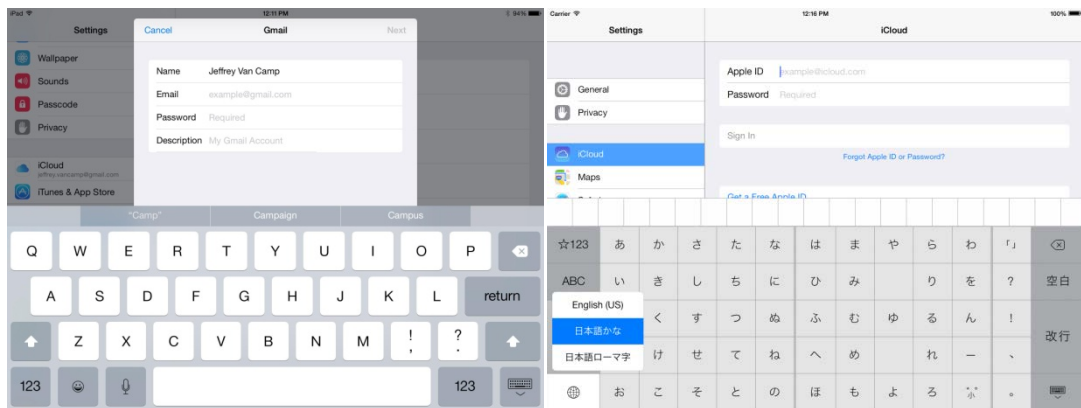 iPad
12:11 PM
94%
Settings
Cancel
Gmail
Next
Wallpaper
Sounds
Passcode
Privacy
iCloud
jeffrey.vancamp@gmail.com
iTunes & App Store
Name Jeffrey Van Camp
Email example@gmail.com
Password Required
Description My Gmail Account
"Camp" Campaign Campus
Q W E R T Y U I O P
A S D F G H J K L return
Z X C V B N M ! , ? .
123 123
Carrier
12:16 PM
100%
Settings
iCloud
General
Privacy
iCloud
Maps
Apple ID example@icloud.com
Password Required
Sign In
Forgot Apple ID or Password?
Get a Free Apple ID
☆123 あ か さ た な は ま や ら わ 「」
ABC い き し ち に ひ み り を ? 空白
English (US)
日本語かな
日本語ローマ字
く す つ ぬ ふ む ゆ る ん ! 改行
け せ て ね へ め れ ー 、
お こ そ と の ほ も よ ろ ゛゜小 。